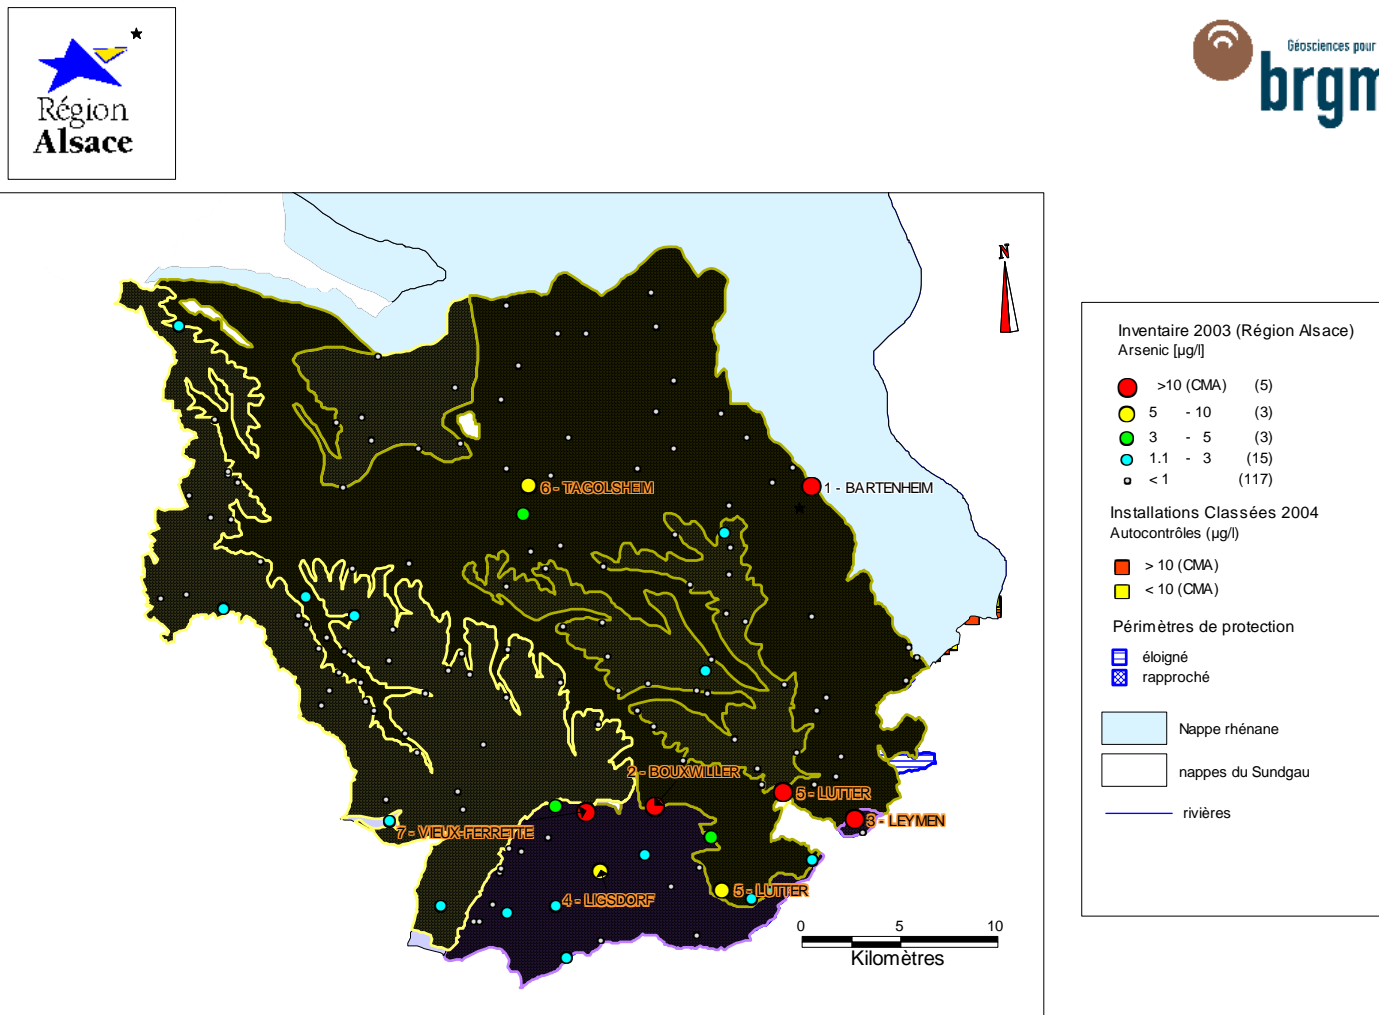 Région
Alsace
Géosciences pour
brgm
N
Inventaire 2003 (Région Alsace)
Arsenic [µg/l]
>10 (CMA) (5)
5 - 10 (3)
3 - 5 (3)
1.1 - 3 (15)
< 1 (117)
Installations Classées 2004
Autocontrôles (µg/l)
> 10 (CMA)
< 10 (CMA)
Périmètres de protection
éloigné
rapproché
Nappe rhénane
nappes du Sundgau
rivières
6 - TAGOLSHEIM
1 - BARTENHEIM
2 - BOUXWILLER
5 - LUTTER
3 - LEYMEN
7 - VIEUX-FERRETTE
4 - LIGSDORF
5 - LUTTER
0 5 10
Kilomètres